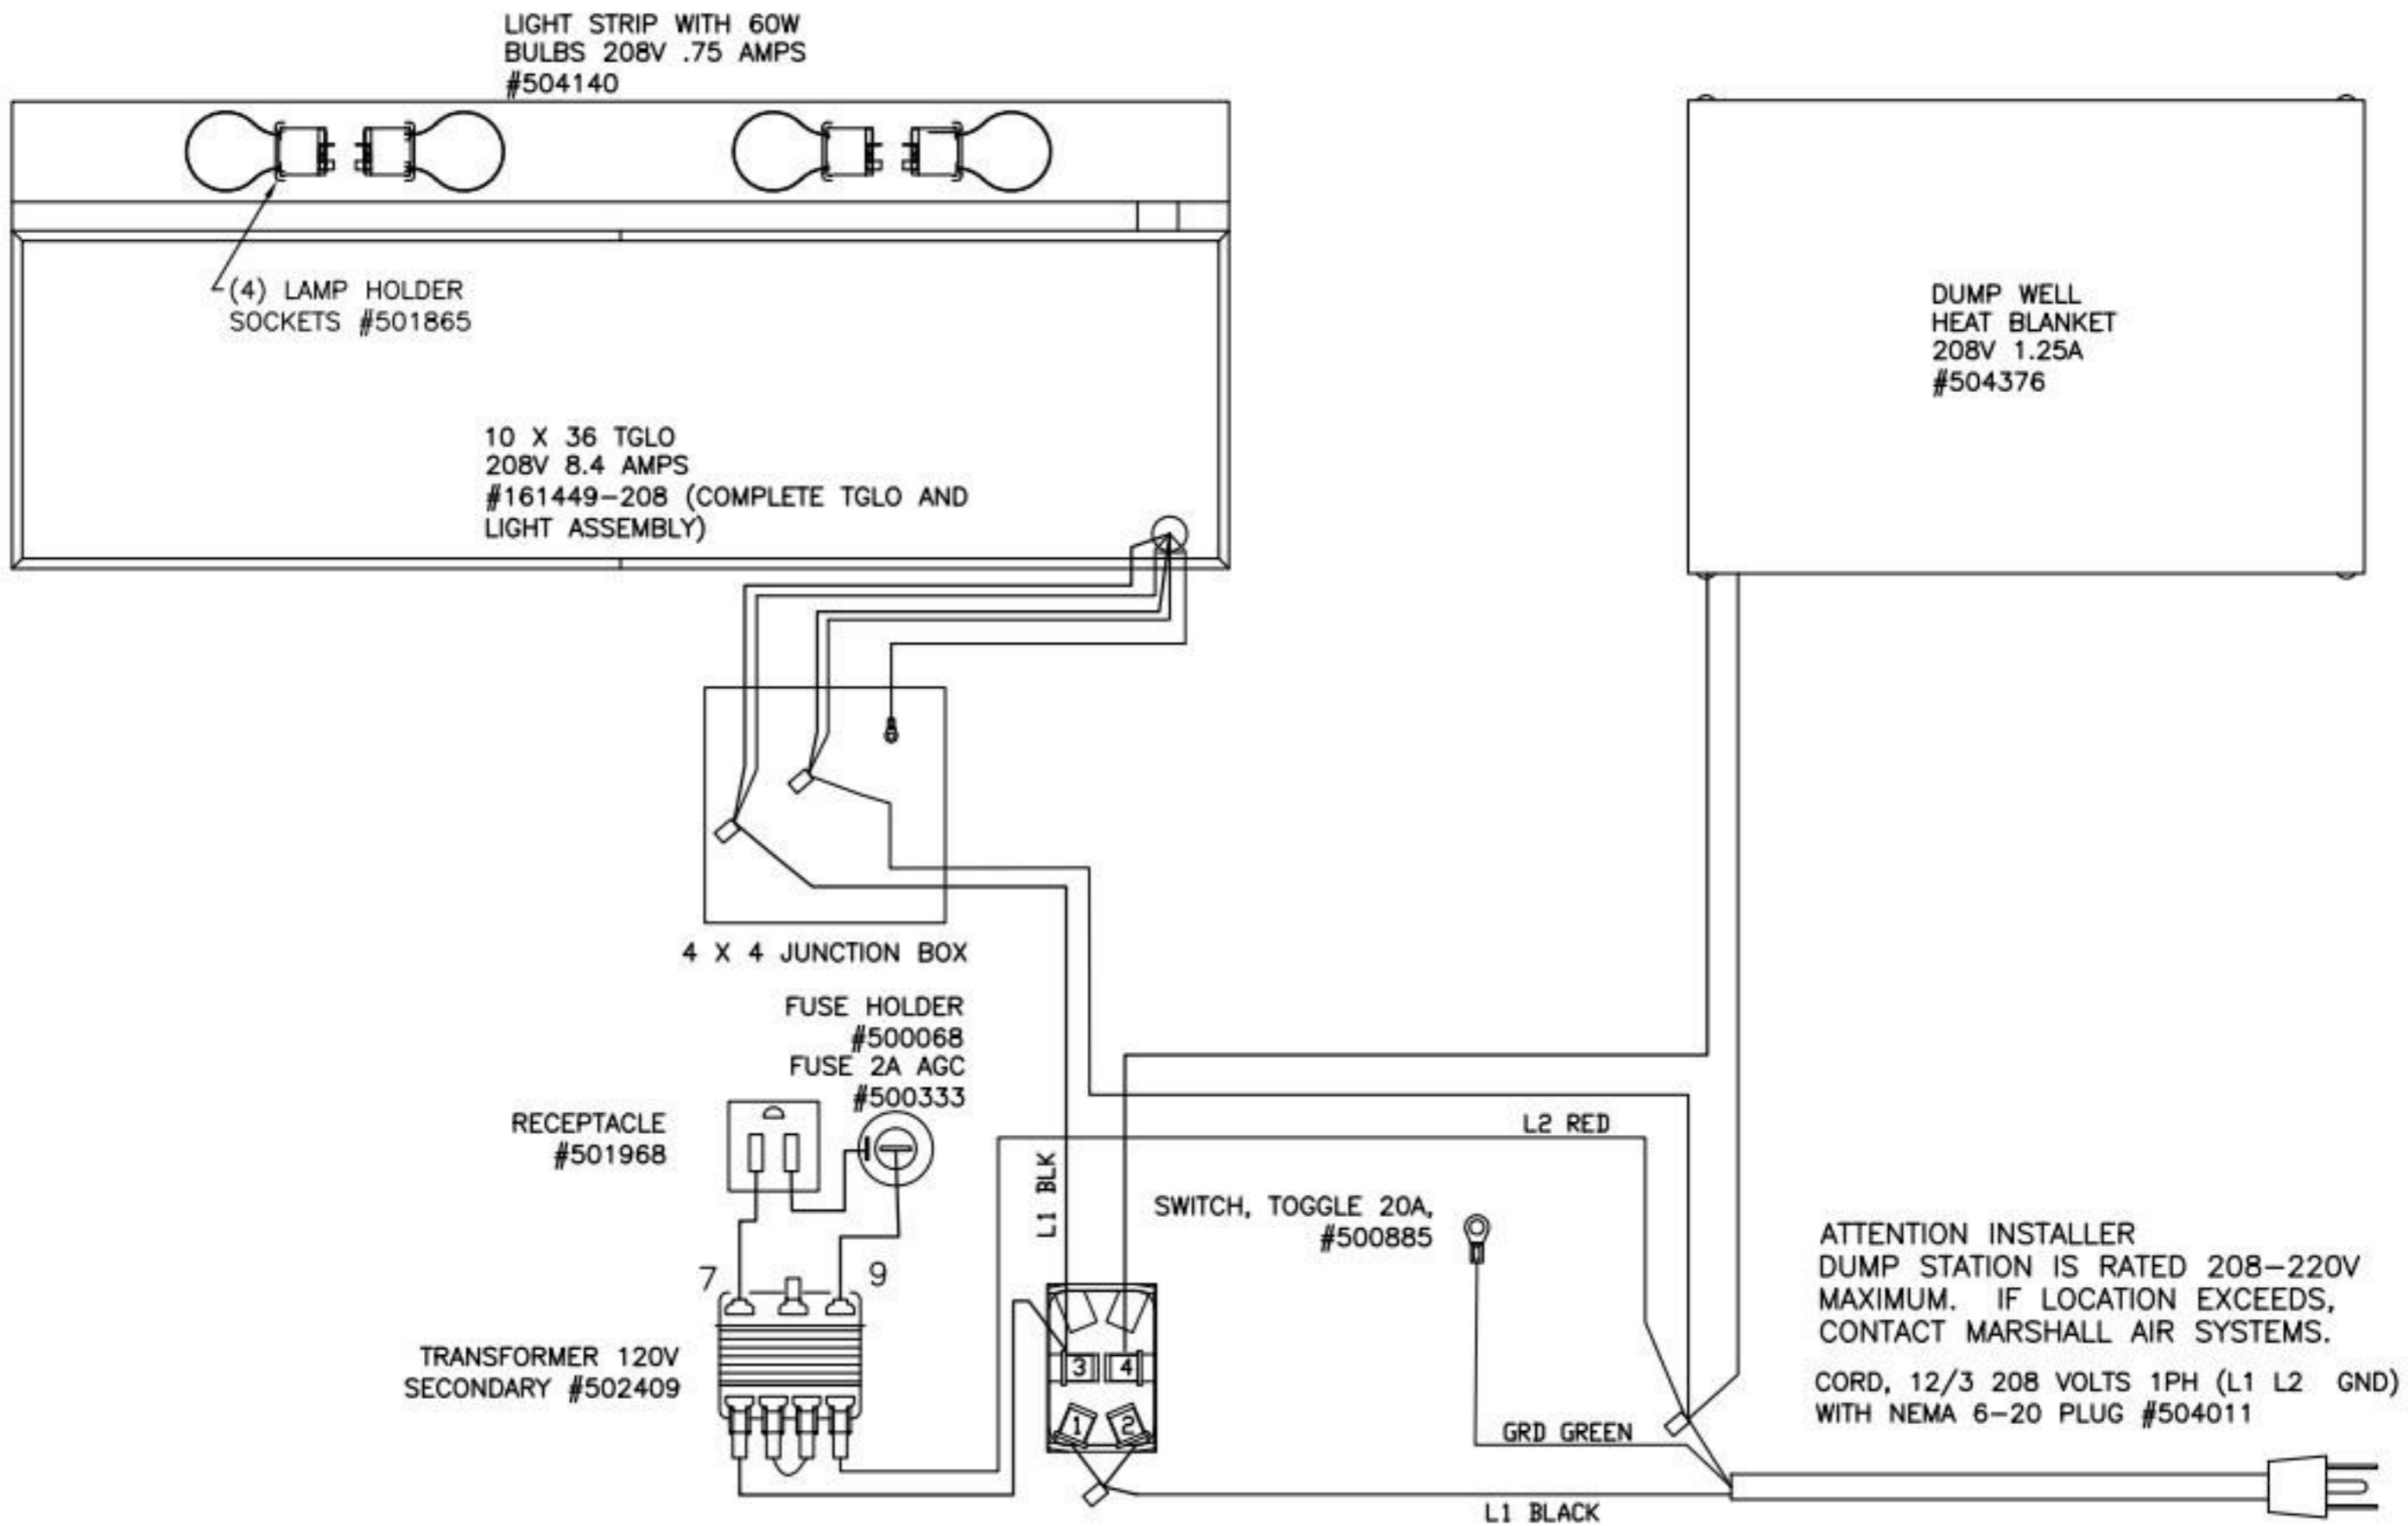 LIGHT STRIP WITH 60W
BULBS 208V .75 AMPS
#504140
(4) LAMP HOLDER
SOCKETS #501865
DUMP WELL
HEAT BLANKET
208V 1.25A
#504376
10 X 36 TGLO
208V 8.4 AMPS
#161449-208 (COMPLETE TGLO AND
LIGHT ASSEMBLY)
4 X 4 JUNCTION BOX
FUSE HOLDER
#500068
FUSE 2A AGC
#500333
RECEPTACLE
#501968
L1 BLK
L2 RED
SWITCH, TOGGLE 20A,
#500885
7
9
TRANSFORMER 120V
SECONDARY #502409
3
4
1
2
GRD GREEN
L1 BLACK
ATTENTION INSTALLER
DUMP STATION IS RATED 208-220V
MAXIMUM. IF LOCATION EXCEEDS,
CONTACT MARSHALL AIR SYSTEMS.
CORD, 12/3 208 VOLTS 1PH (L1 L2 GND)
WITH NEMA 6-20 PLUG #504011